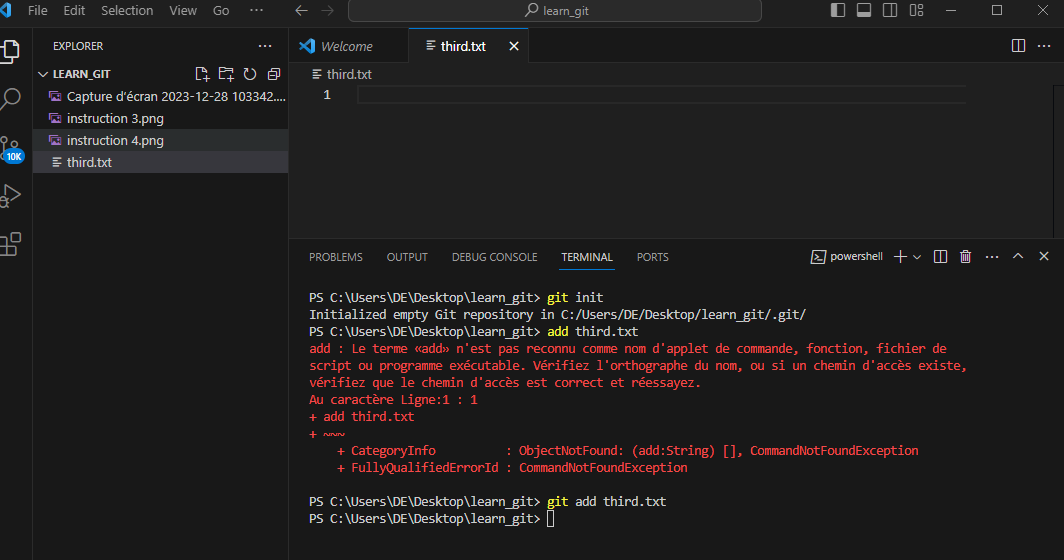 File Edit Selection View Go ··· learn_git
EXPLORER ···
LEARN_GIT
Capture d'écran 2023-12-28 103342....
instruction 3.png
instruction 4.png
third.txt
10K
Welcome third.txt
third.txt
1
PROBLEMS OUTPUT DEBUG CONSOLE TERMINAL PORTS powershell
PS C:\Users\DE\Desktop\learn_git> git init
Initialized empty Git repository in C:/Users/DE/Desktop/learn_git/.git/
PS C:\Users\DE\Desktop\learn_git> add third.txt
add : Le terme «add» n'est pas reconnu comme nom d'applet de commande, fonction, fichier de
script ou programme exécutable. Vérifiez l'orthographe du nom, ou si un chemin d'accès existe,
vérifiez que le chemin d'accès est correct et réessayez.
Au caractère Ligne:1 : 1
+ add third.txt
+ ~~~
    + CategoryInfo          : ObjectNotFound: (add:String) [], CommandNotFoundException
    + FullyQualifiedErrorId : CommandNotFoundException
PS C:\Users\DE\Desktop\learn_git> git add third.txt
PS C:\Users\DE\Desktop\learn_git>